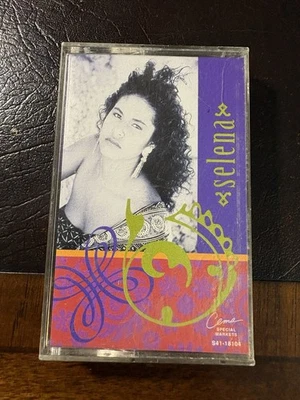 selena
Cema
SPECIAL
MARKETS
S41-18104